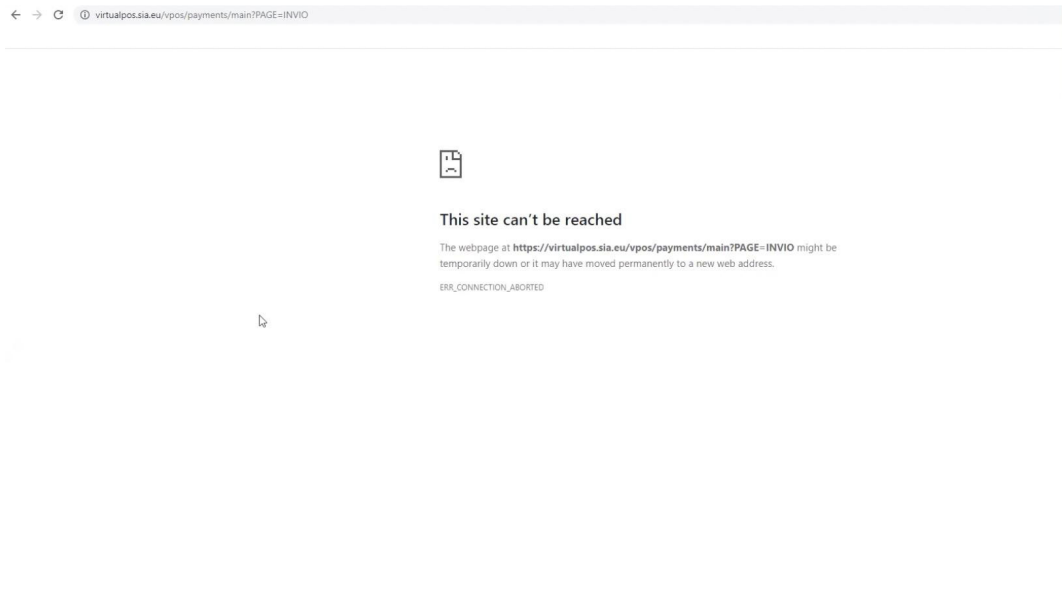 virtualpos.sia.eu/vpos/payments/main?PAGE=INVIO
This site can't be reached
The webpage at https://virtualpos.sia.eu/vpos/payments/main?PAGE=INVIO might be
temporarily down or it may have moved permanently to a new web address.
ERR_CONNECTION_ABORTED